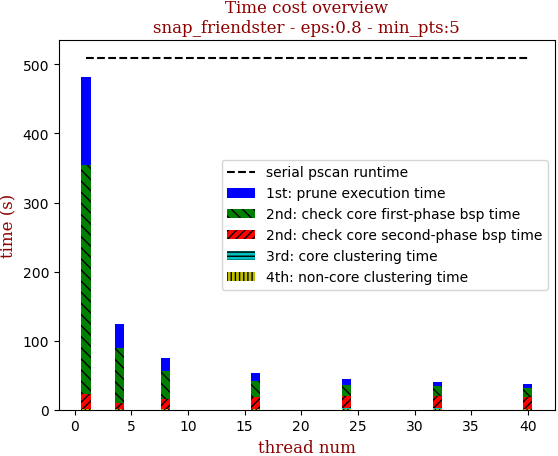 Time cost overview
snap_friendster - eps:0.8 - min_pts:5
time (s)
500
400
300
200
100
0
serial pscan runtime
1st: prune execution time
2nd: check core first-phase bsp time
2nd: check core second-phase bsp time
3rd: core clustering time
4th: non-core clustering time
0 5 10 15 20 25 30 35 40
thread num